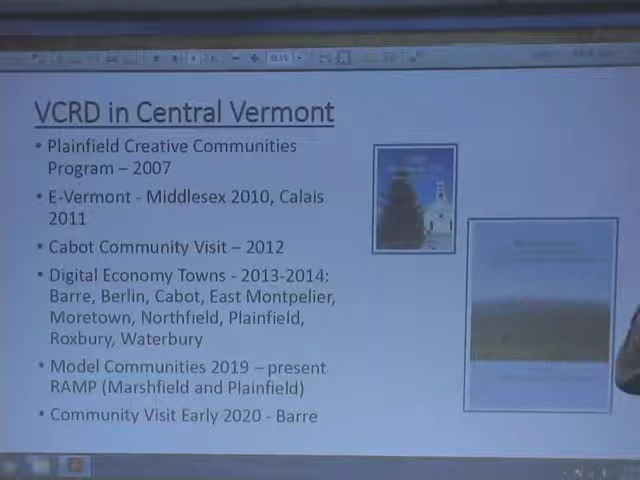 VCRD in Central Vermont
• Plainfield Creative Communities
Program – 2007
• E-Vermont - Middlesex 2010, Calais
2011
• Cabot Community Visit – 2012
• Digital Economy Towns - 2013-2014:
Barre, Berlin, Cabot, East Montpelier,
Moretown, Northfield, Plainfield,
Roxbury, Waterbury
• Model Communities 2019 – present
RAMP (Marshfield and Plainfield)
• Community Visit Early 2020 - Barre